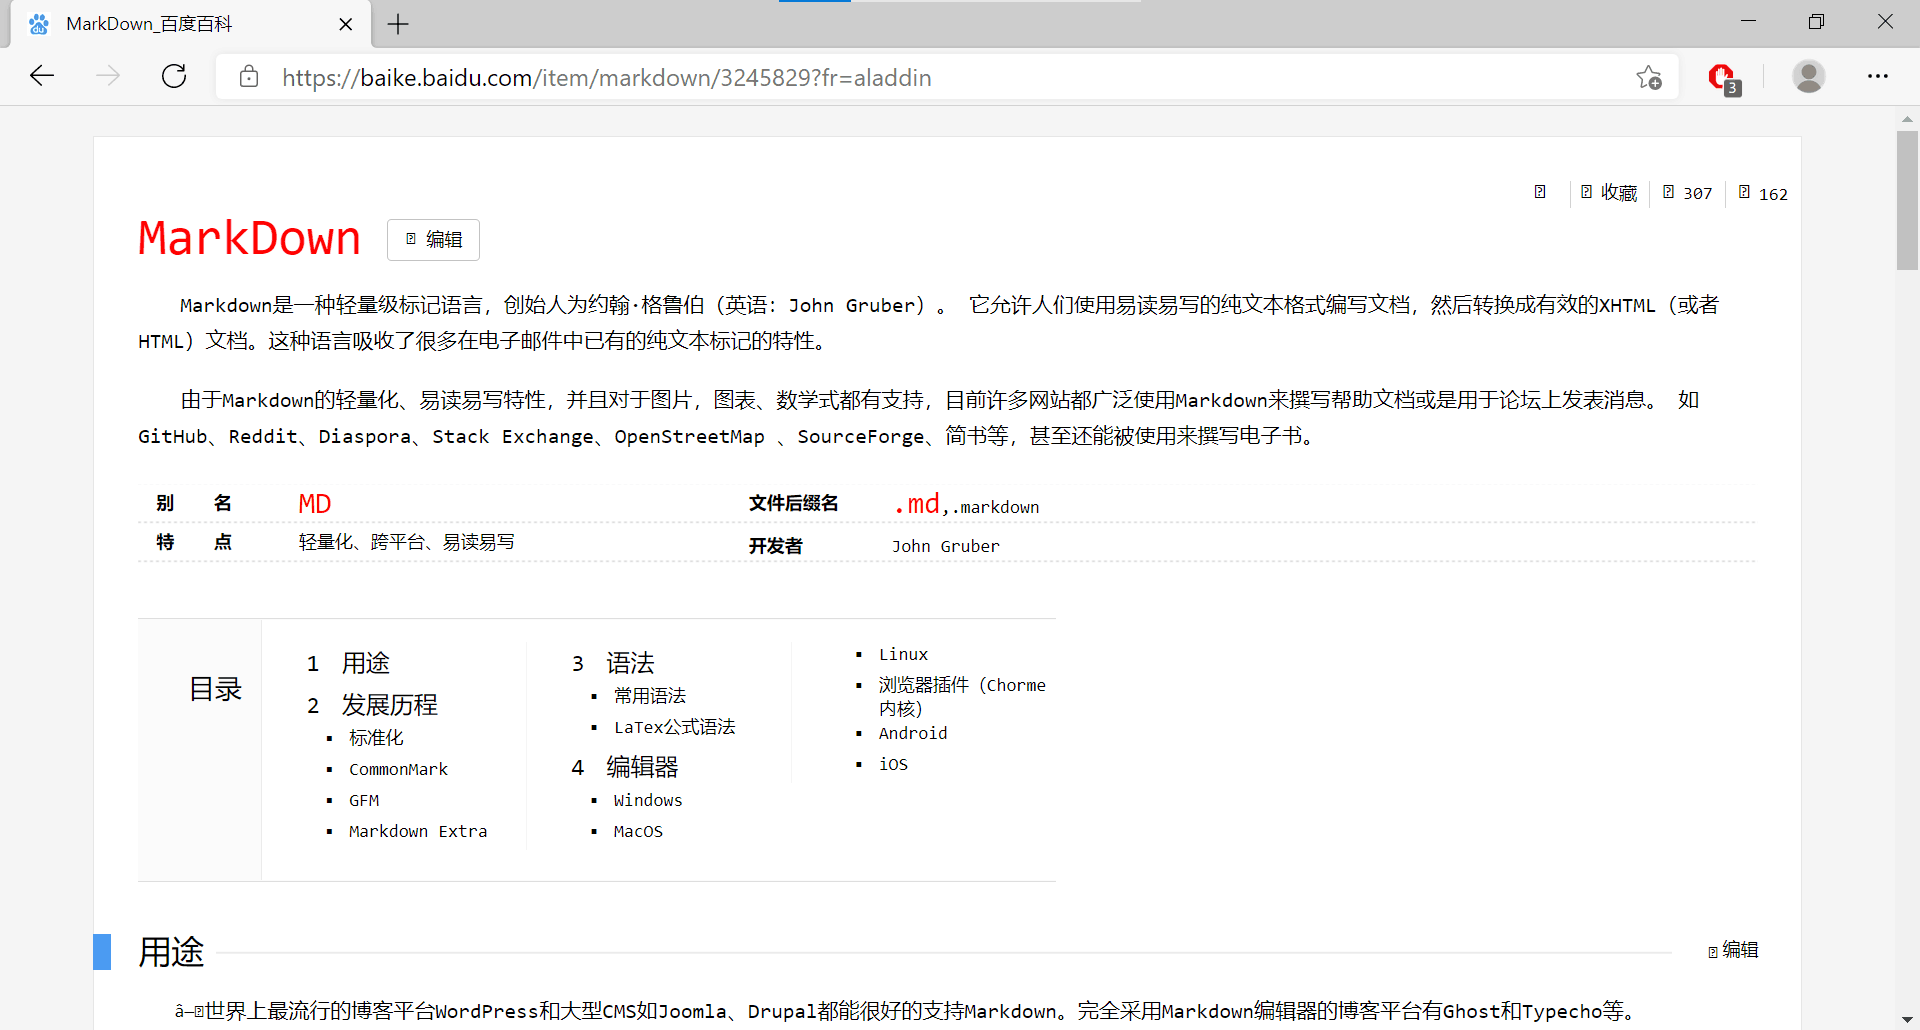 MarkDown_百度百科
https://baike.baidu.com/item/markdown/3245829?fr=aladdin
3
收藏 307 162
MarkDown 编辑
Markdown是一种轻量级标记语言，创始人为约翰·格鲁伯（英语：John Gruber）。 它允许人们使用易读易写的纯文本格式编写文档，然后转换成有效的XHTML（或者
HTML）文档。这种语言吸收了很多在电子邮件中已有的纯文本标记的特性。
由于Markdown的轻量化、易读易写特性，并且对于图片，图表、数学式都有支持，目前许多网站都广泛使用Markdown来撰写帮助文档或是用于论坛上发表消息。 如
GitHub、Reddit、Diaspora、Stack Exchange、OpenStreetMap 、SourceForge、简书等，甚至还能被使用来撰写电子书。
别 名 MD 文件后缀名 .md,.markdown
特 点 轻量化、跨平台、易读易写 开发者 John Gruber
目录
1 用途
2 发展历程
▪ 标准化
▪ CommonMark
▪ GFM
▪ Markdown Extra
3 语法
▪ 常用语法
▪ LaTex公式语法
4 编辑器
▪ Windows
▪ MacOS
▪ Linux
▪ 浏览器插件（Chorme
内核）
▪ Android
▪ iOS
用途 编辑
â—世界上最流行的博客平台WordPress和大型CMS如Joomla、Drupal都能很好的支持Markdown。完全采用Markdown编辑器的博客平台有Ghost和Typecho等。